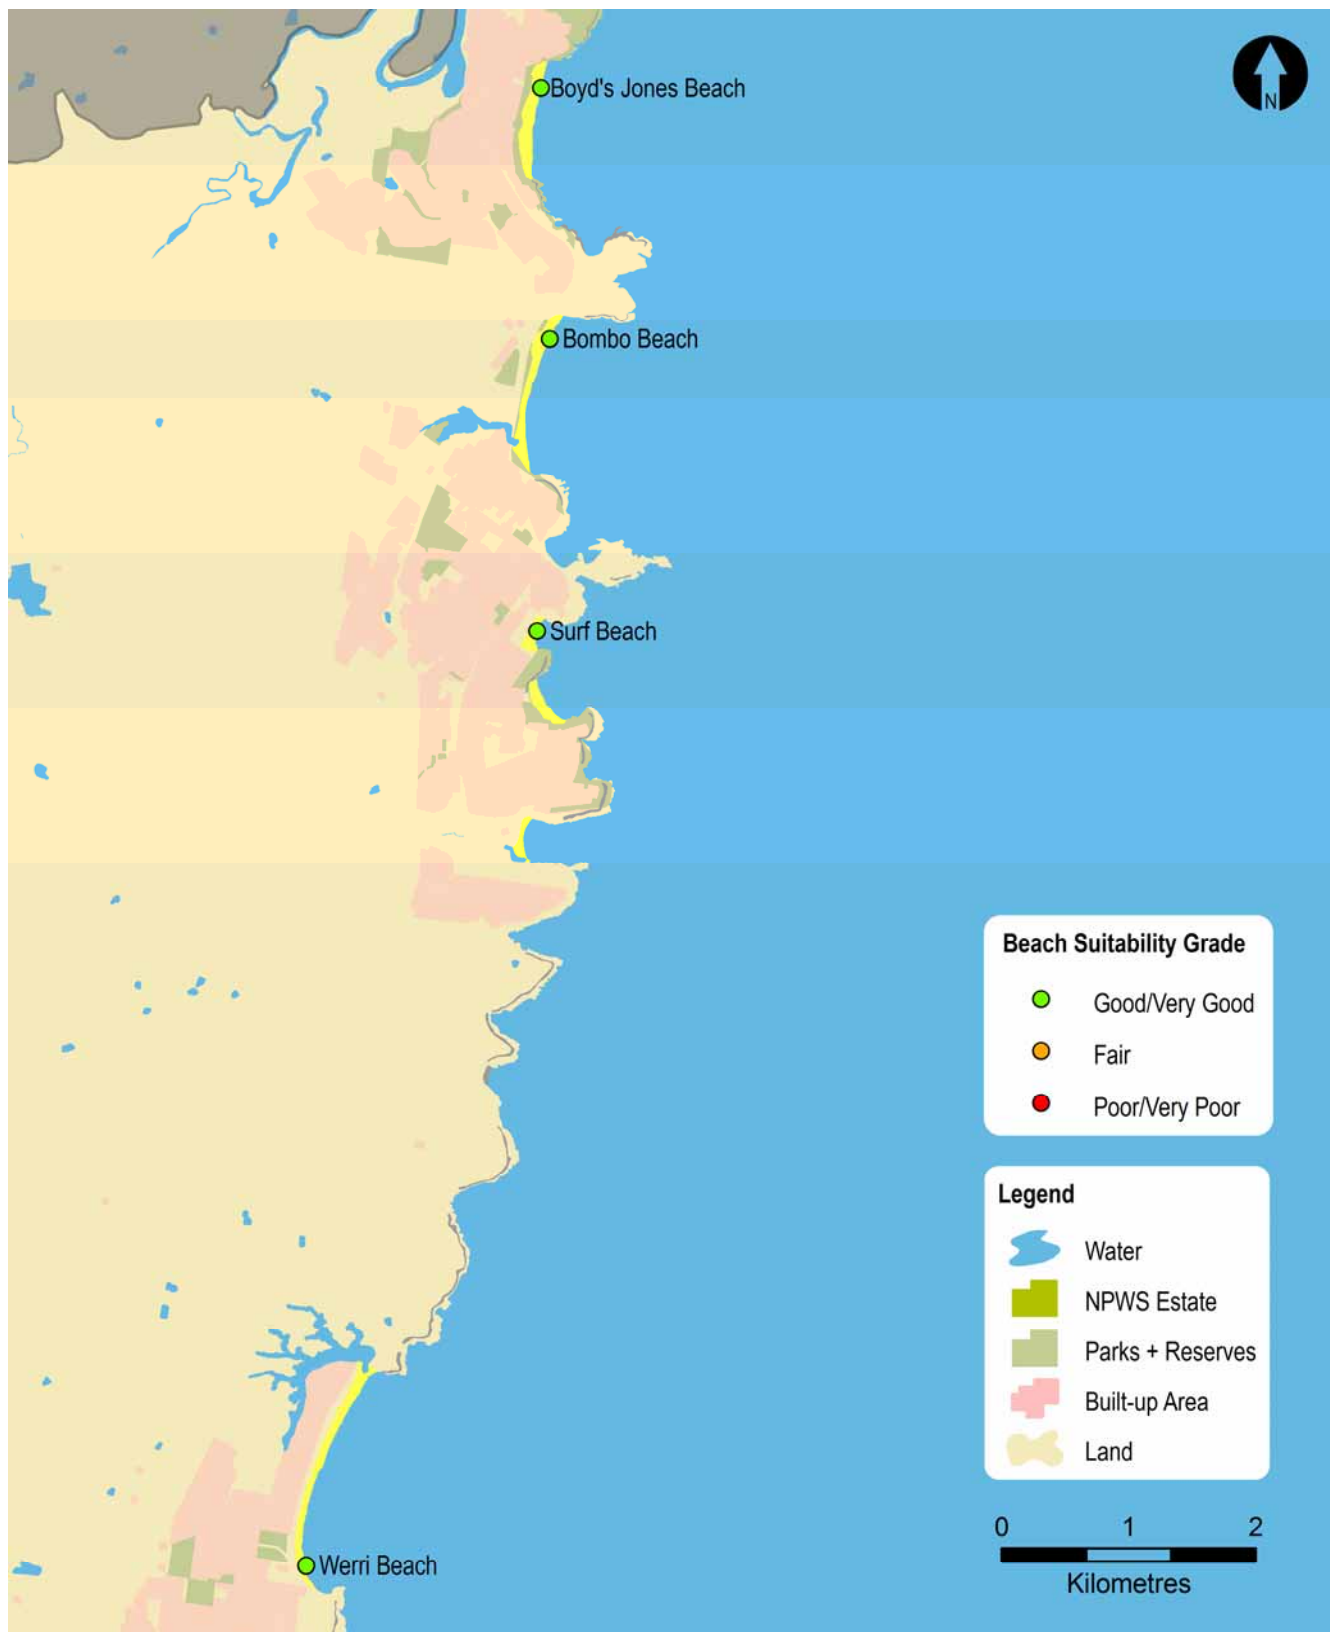 N
Boyd's Jones Beach
Bombo Beach
Surf Beach
Beach Suitability Grade
Good/Very Good
Fair
Poor/Very Poor
Legend
Water
NPWS Estate
Parks + Reserves
Built-up Area
Land
0 1 2
Kilometres
Werri Beach